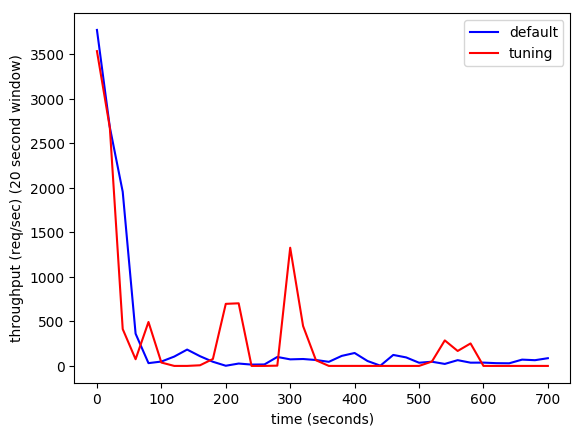 default
tuning
throughput (req/sec) (20 second window)
3500
3000
2500
2000
1500
1000
500
0
0 100 200 300 400 500 600 700
time (seconds)